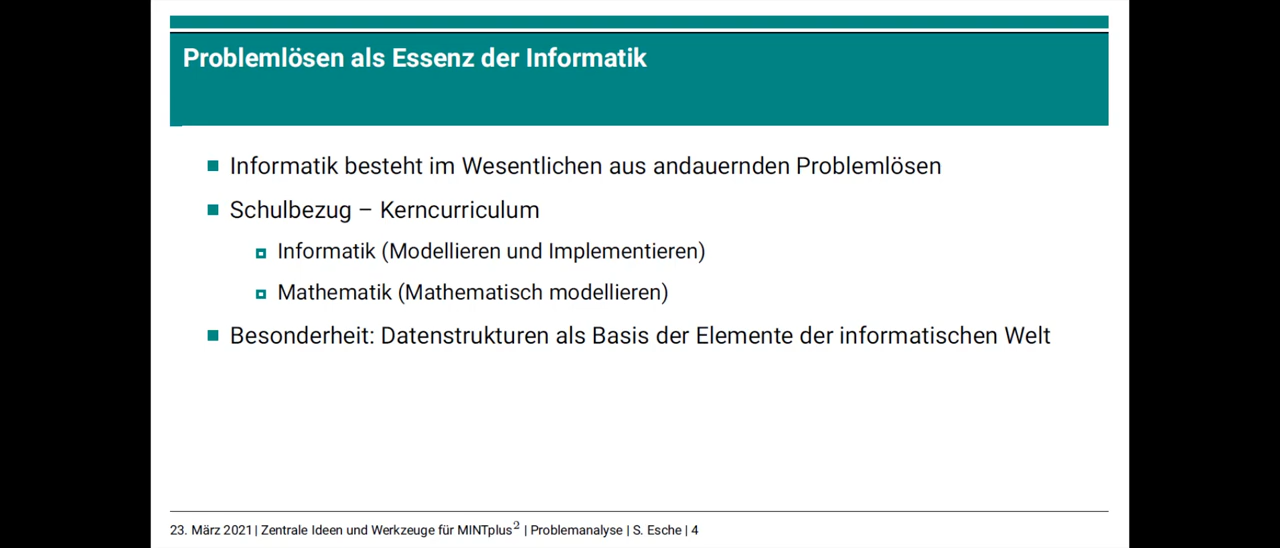 Problemlösen als Essenz der Informatik
Informatik besteht im Wesentlichen aus andauernden Problemlösen
Schulbezug – Kerncurriculum
Informatik (Modellieren und Implementieren)
Mathematik (Mathematisch modellieren)
Besonderheit: Datenstrukturen als Basis der Elemente der informatischen Welt
23. März 2021 | Zentrale Ideen und Werkzeuge für MINTplus² | Problemanalyse | S. Esche | 4